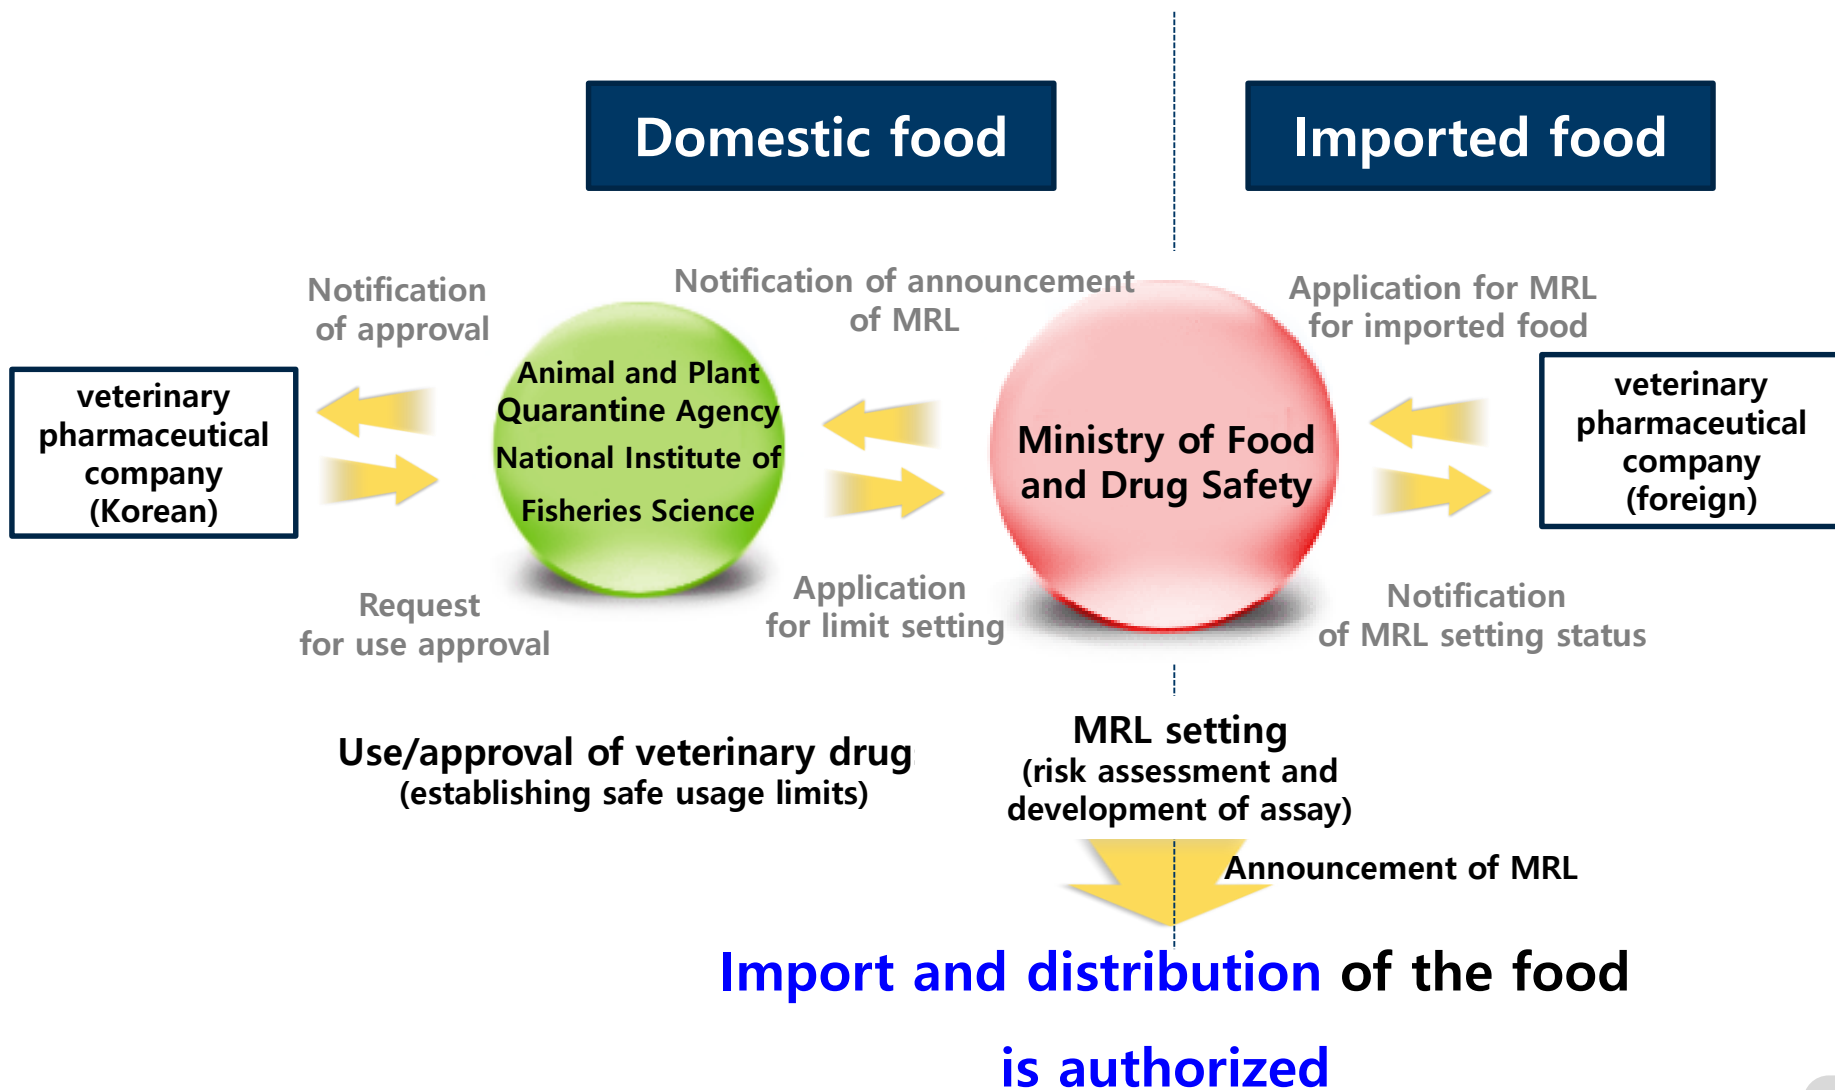 Domestic food
Imported food
Notification
of approval
Notification of announcement
of MRL
Application for MRL
for imported food
veterinary
pharmaceutical
company
(Korean)
Animal and Plant
Quarantine Agency
National Institute of
Fisheries Science
Ministry of Food
and Drug Safety
veterinary
pharmaceutical
company
(foreign)
Request
for use approval
Application
for limit setting
Notification
of MRL setting status
Use/approval of veterinary drug
(establishing safe usage limits)
MRL setting
(risk assessment and
development of assay)
Announcement of MRL
Import and distribution of the food
is authorized